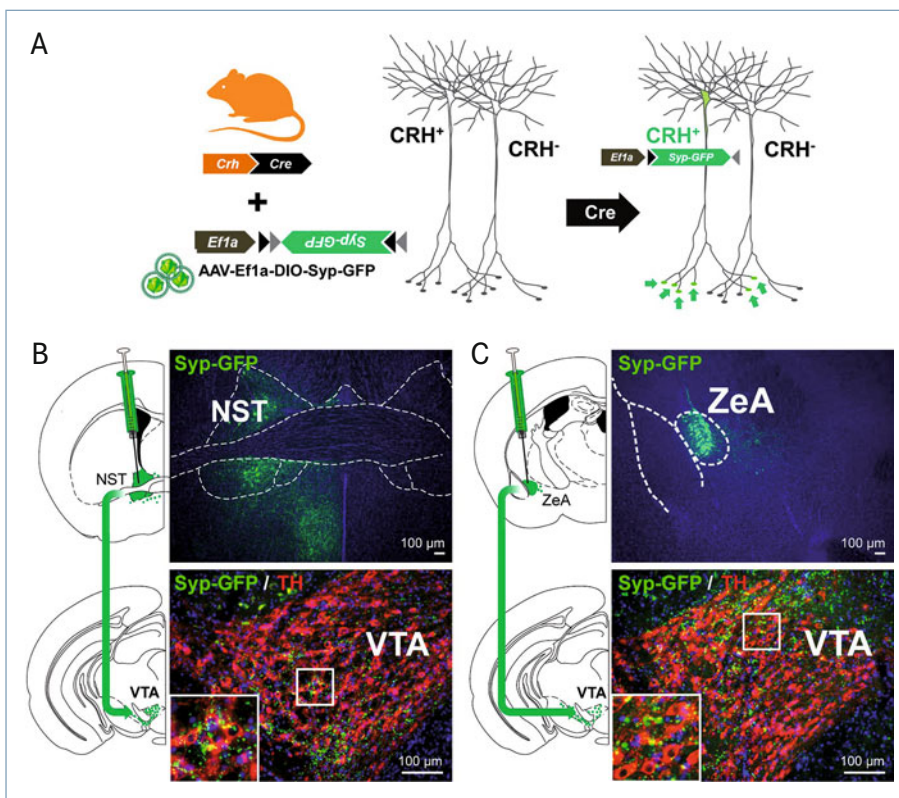 A
CRH⁺
CRH⁻
Crh Cre
+
Ef1a Syp-GFP
AAV-Ef1a-DIO-Syp-GFP
Cre
CRH⁺
CRH⁻
Ef1a Syp-GFP
B
Syp-GFP
NST
NST
100 µm
Syp-GFP / TH
VTA
VTA
100 µm
C
Syp-GFP
ZeA
ZeA
100 µm
Syp-GFP / TH
VTA
VTA
100 µm